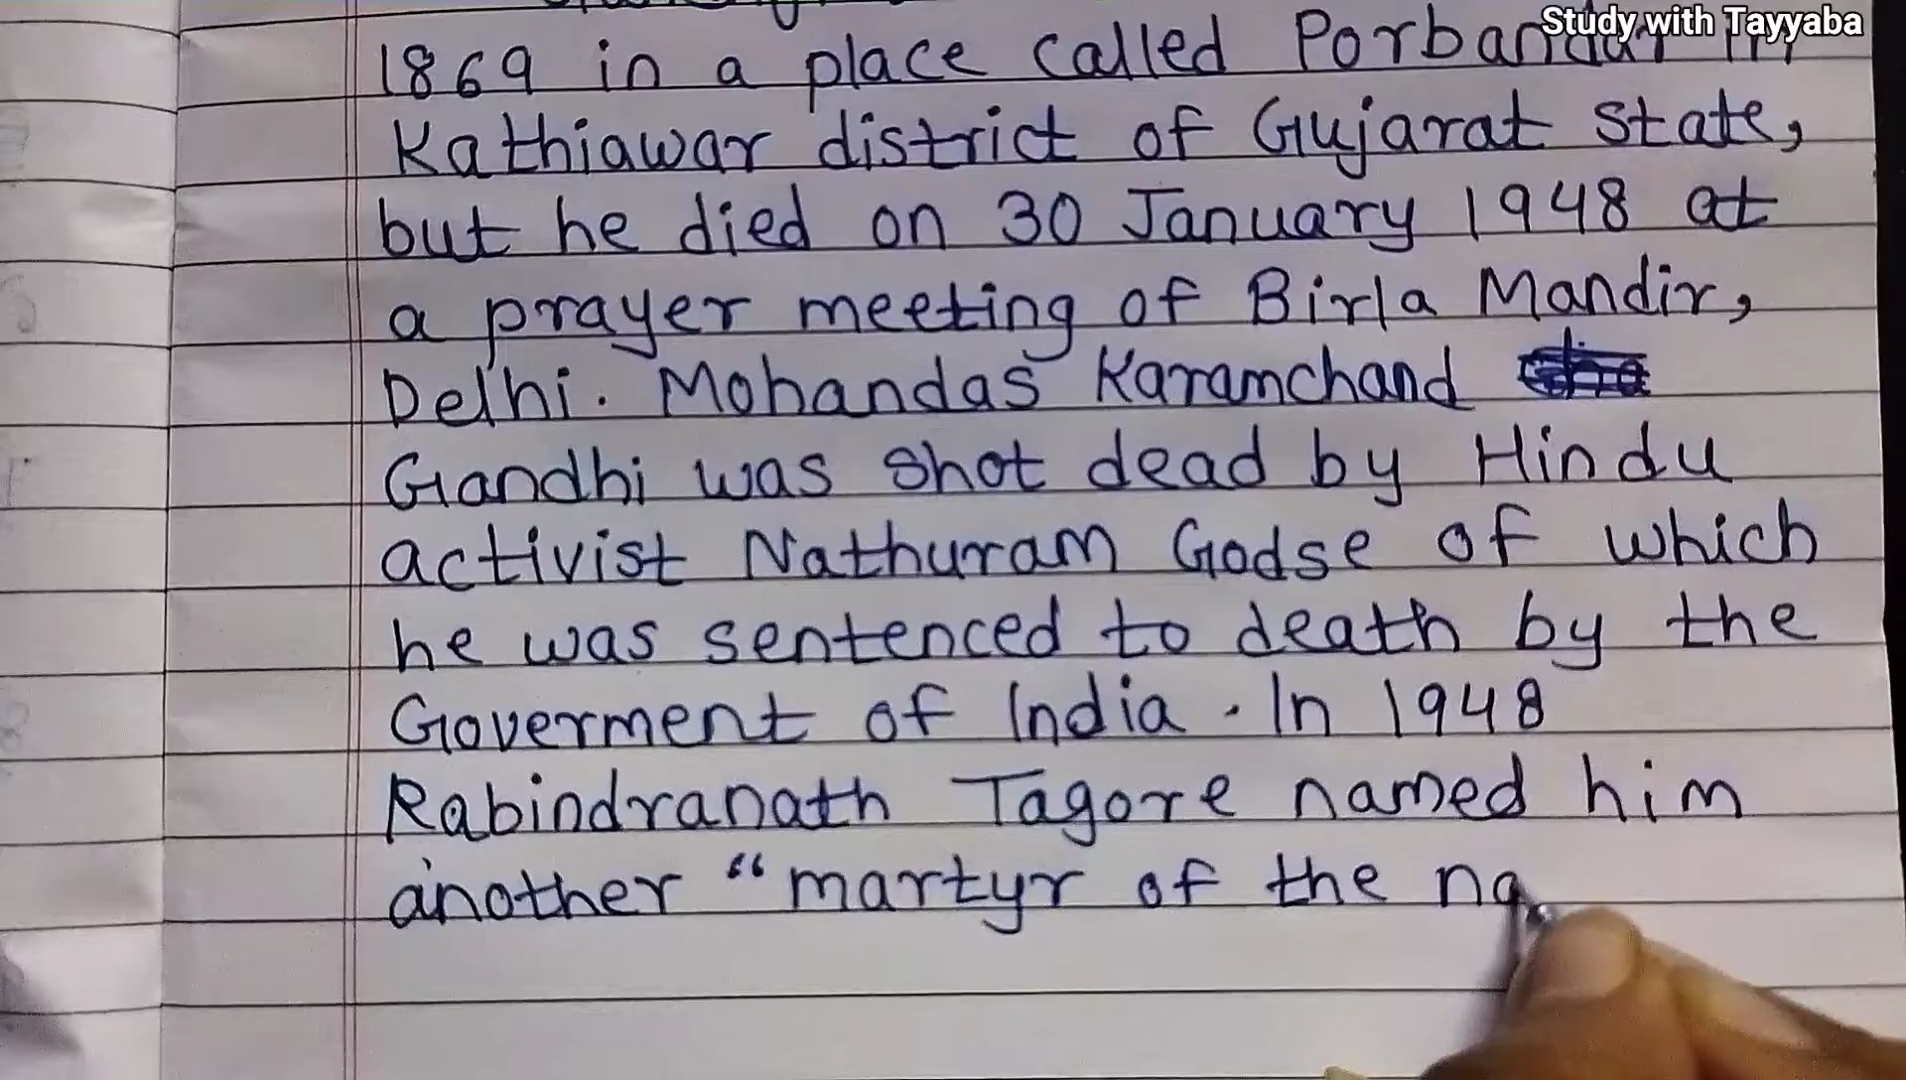 Study with Tayyaba
1869 in a place called Porbandar in
Kathiawar district of Gujarat state,
but he died on 30 January 1948 at
a prayer meeting of Birla Mandir,
Delhi. Mohandas Karamchand
Gandhi was shot dead by Hindu
activist Nathuram Godse of which
he was sentenced to death by the
Goverment of India. In 1948
Rabindranath Tagore named him
another "martyr of the na